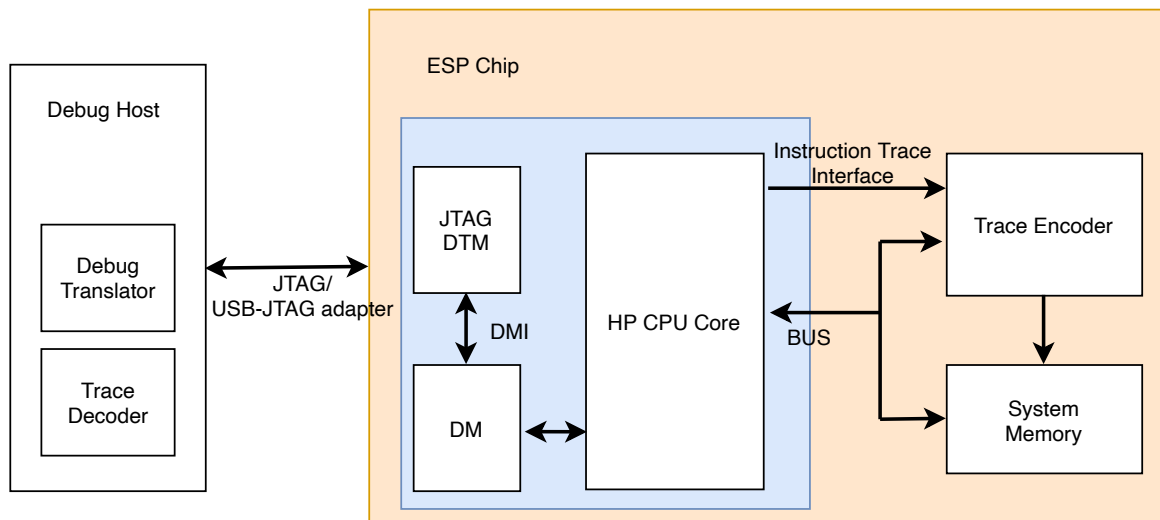 ESP Chip
Debug Host
Debug
Translator
Trace
Decoder
JTAG/
USB-JTAG adapter
JTAG
DTM
DMI
DM
HP CPU Core
Instruction Trace
Interface
BUS
Trace Encoder
System
Memory